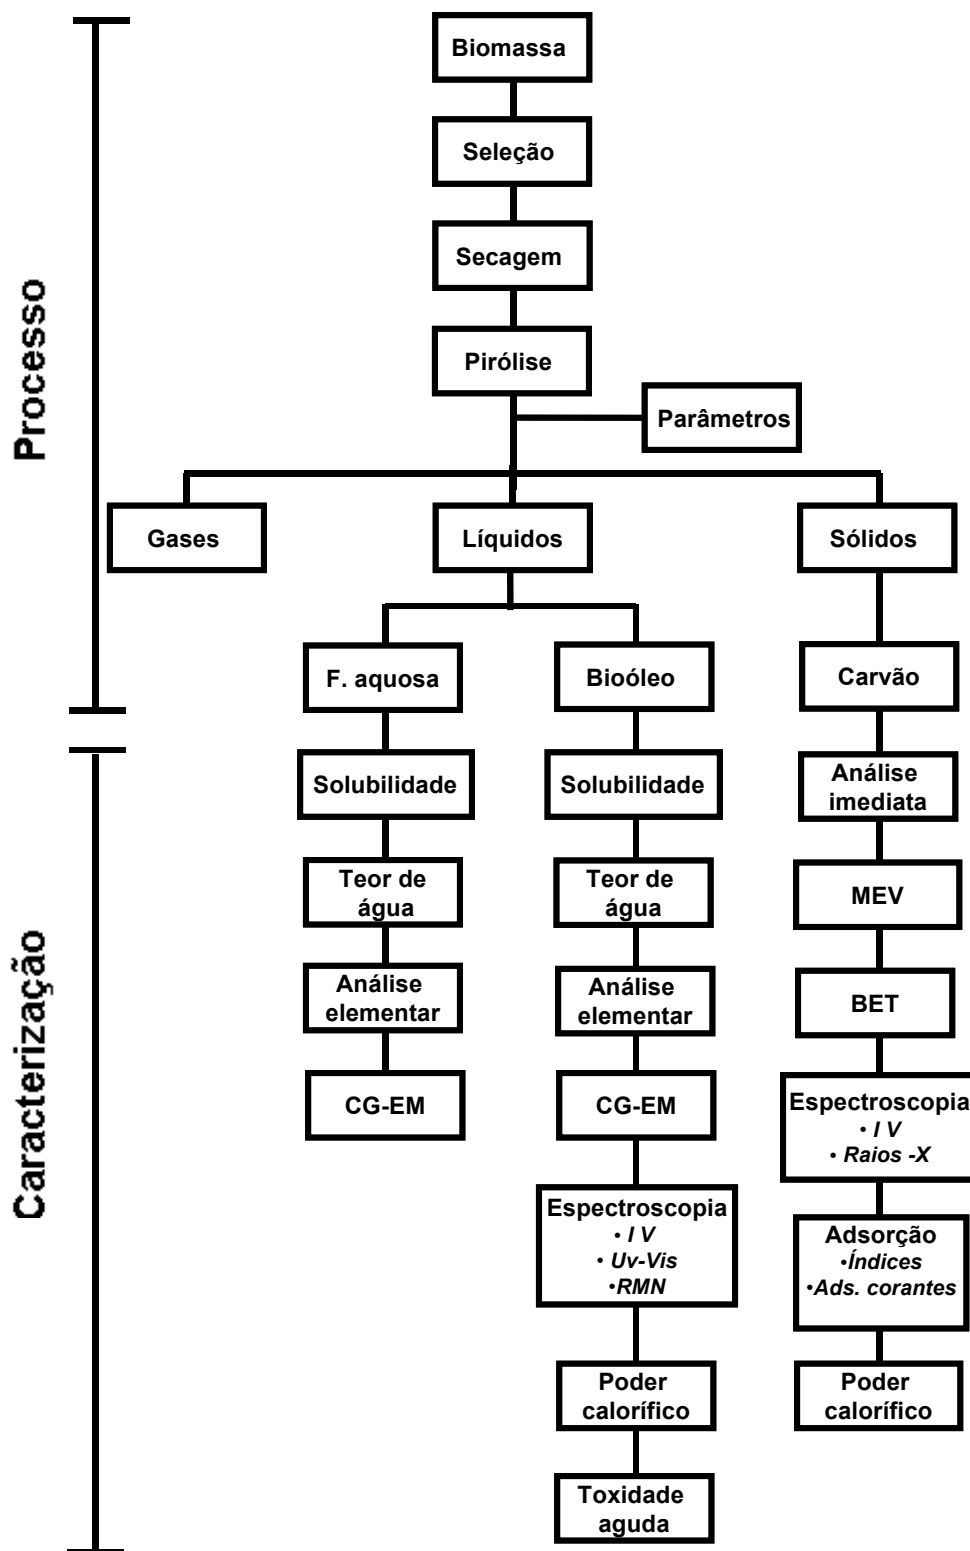 Processo
Biomassa
Seleção
Secagem
Pirólise
Parâmetros
Gases
Líquidos
Sólidos
F. aquosa
Bioóleo
Carvão
Caracterização
Solubilidade
Solubilidade
Análise
imediata
Teor de
água
Teor de
água
MEV
Análise
elementar
Análise
elementar
BET
CG-EM
CG-EM
Espectroscopia
• I V
• Raios -X
Espectroscopia
• I V
• Uv-Vis
•RMN
Adsorção
•Índices
•Ads. corantes
Poder
calorífico
Poder
calorífico
Toxidade
aguda